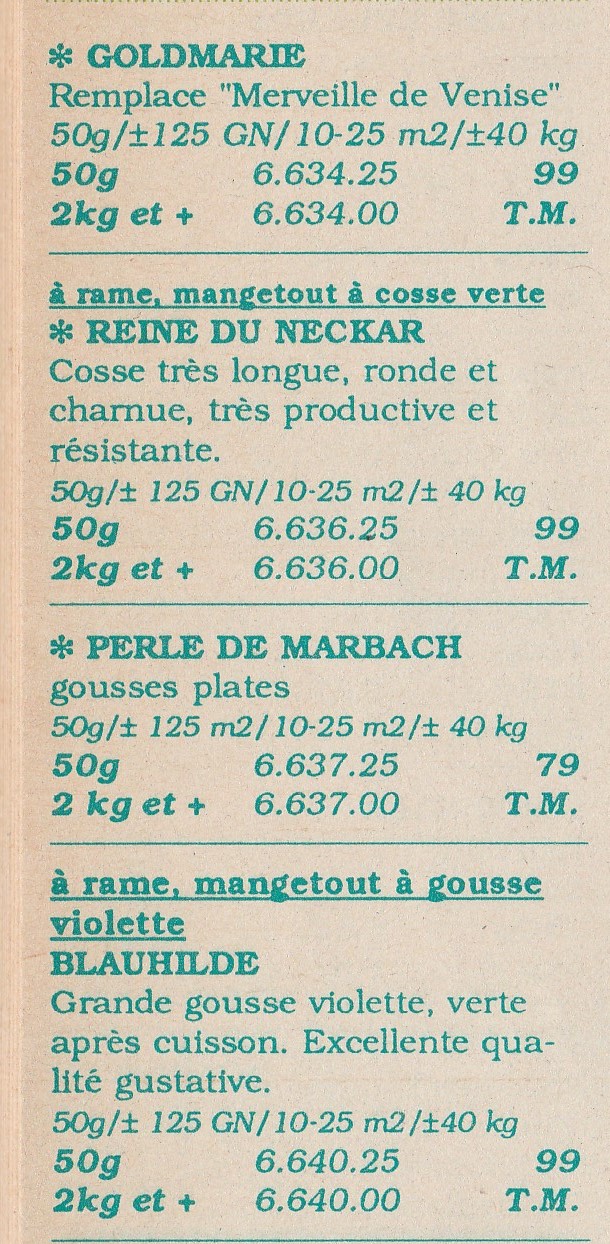 * GOLDMARIE
Remplace "Merveille de Venise"
50g/±125 GN/10-25 m2/±40 kg
50g 6.634.25 99
2kg et + 6.634.00 T.M.
à rame, mangetout à cosse verte
* REINE DU NECKAR
Cosse très longue, ronde et
charnue, très productive et
résistante.
50g/± 125 GN/10-25 m2/± 40 kg
50g 6.636.25 99
2kg et + 6.636.00 T.M.
* PERLE DE MARBACH
gousses plates
50g/± 125 m2/10-25 m2/± 40 kg
50g 6.637.25 79
2 kg et + 6.637.00 T.M.
à rame, mangetout à gousse
violette
BLAUHILDE
Grande gousse violette, verte
après cuisson. Excellente qua-
lité gustative.
50g/± 125 GN/10-25 m2/±40 kg
50g 6.640.25 99
2kg et + 6.640.00 T.M.